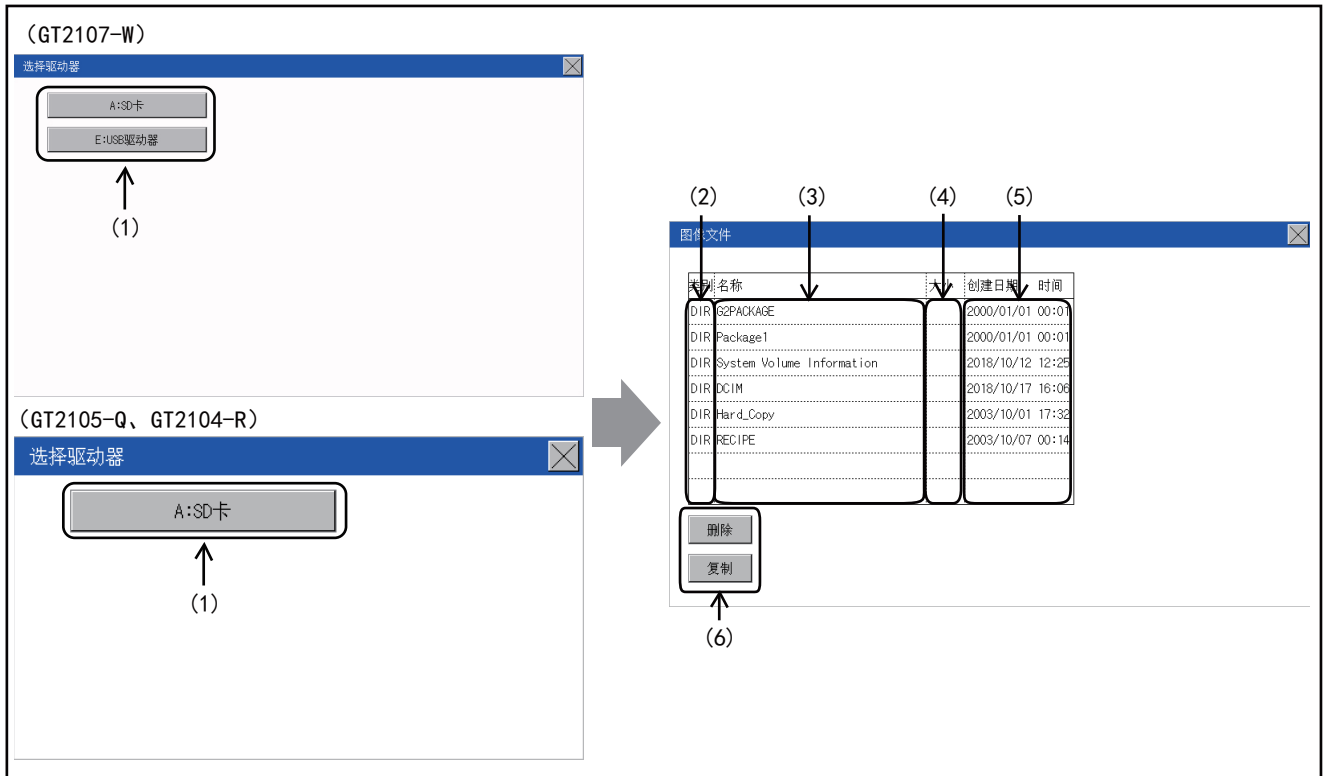 （GT2107-W）
选择驱动器
A:SD卡
E:USB驱动器
(1)
（GT2105-Q、GT2104-R）
选择驱动器
A:SD卡
(1)
(2) (3) (4) (5)
图像文件
类别 名称 大小 创建日期 时间
DIR G2PACKAGE 2000/01/01 00:01
DIR Package1 2000/01/01 00:01
DIR System Volume Information 2018/10/12 12:25
DIR DCIM 2018/10/17 16:06
DIR Hard_Copy 2003/10/01 17:32
DIR RECIPE 2003/10/07 00:14
删除
复制
(6)